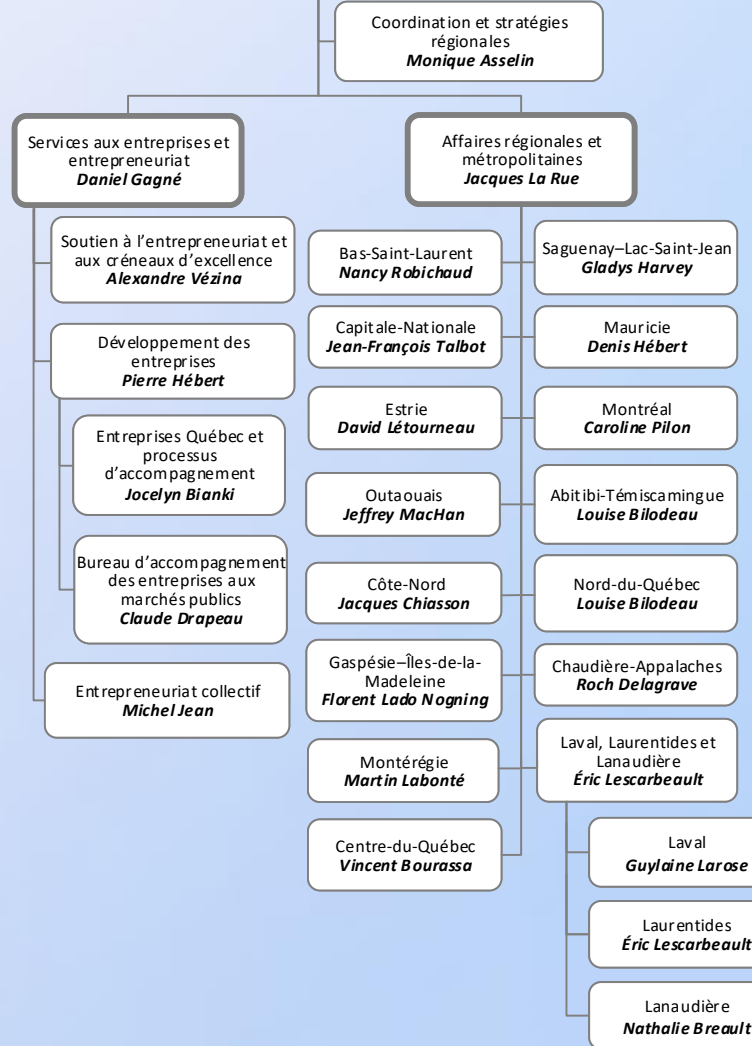 Coordination et stratégies
régionales
Monique Asselin
Services aux entreprises et
entrepreneuriat
Daniel Gagné
Affaires régionales et
métropolitaines
Jacques La Rue
Soutien à l'entrepreneuriat et
aux créneaux d'excellence
Alexandre Vézina
Développement des
entreprises
Pierre Hébert
Entreprises Québec et
processus
d'accompagnement
Jocelyn Bianki
Bureau d'accompagnement
des entreprises aux
marchés publics
Claude Drapeau
Entrepreneuriat collectif
Michel Jean
Bas-Saint-Laurent
Nancy Robichaud
Saguenay–Lac-Saint-Jean
Gladys Harvey
Capitale-Nationale
Jean-François Talbot
Mauricie
Denis Hébert
Estrie
David Létourneau
Montréal
Caroline Pilon
Outaouais
Jeffrey MacHan
Abitibi-Témiscamingue
Louise Bilodeau
Côte-Nord
Jacques Chiasson
Nord-du-Québec
Louise Bilodeau
Gaspésie–Îles-de-la-
Madeleine
Florent Lado Nogning
Chaudière-Appalaches
Roch Delagrave
Montérégie
Martin Labonté
Laval, Laurentides et
Lanaudière
Éric Lescarbeault
Centre-du-Québec
Vincent Bourassa
Laval
Guylaine Larose
Laurentides
Éric Lescarbeault
Lanaudière
Nathalie Breault